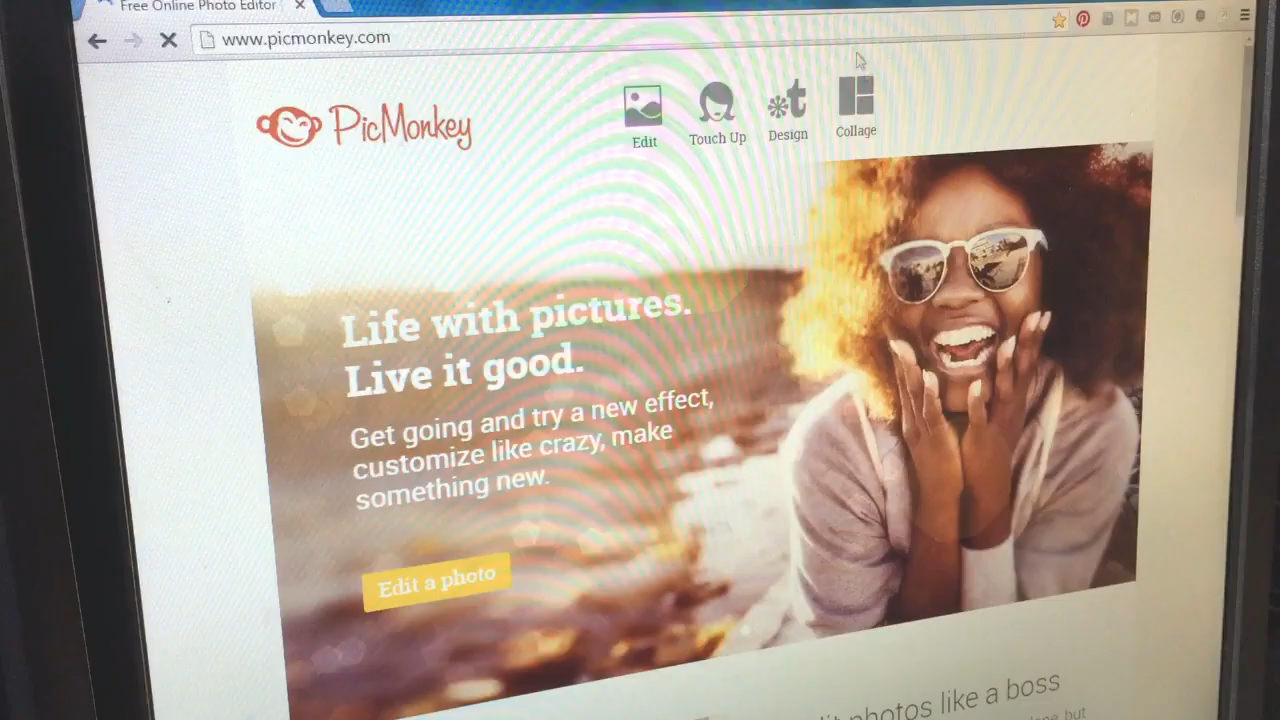 Free Online Photo Editor
www.picmonkey.com
PicMonkey
Edit
Touch Up
Design
Collage
Life with pictures.
Live it good.
Get going and try a new effect,
customize like crazy, make
something new.
Edit a photo
photos like a boss
but